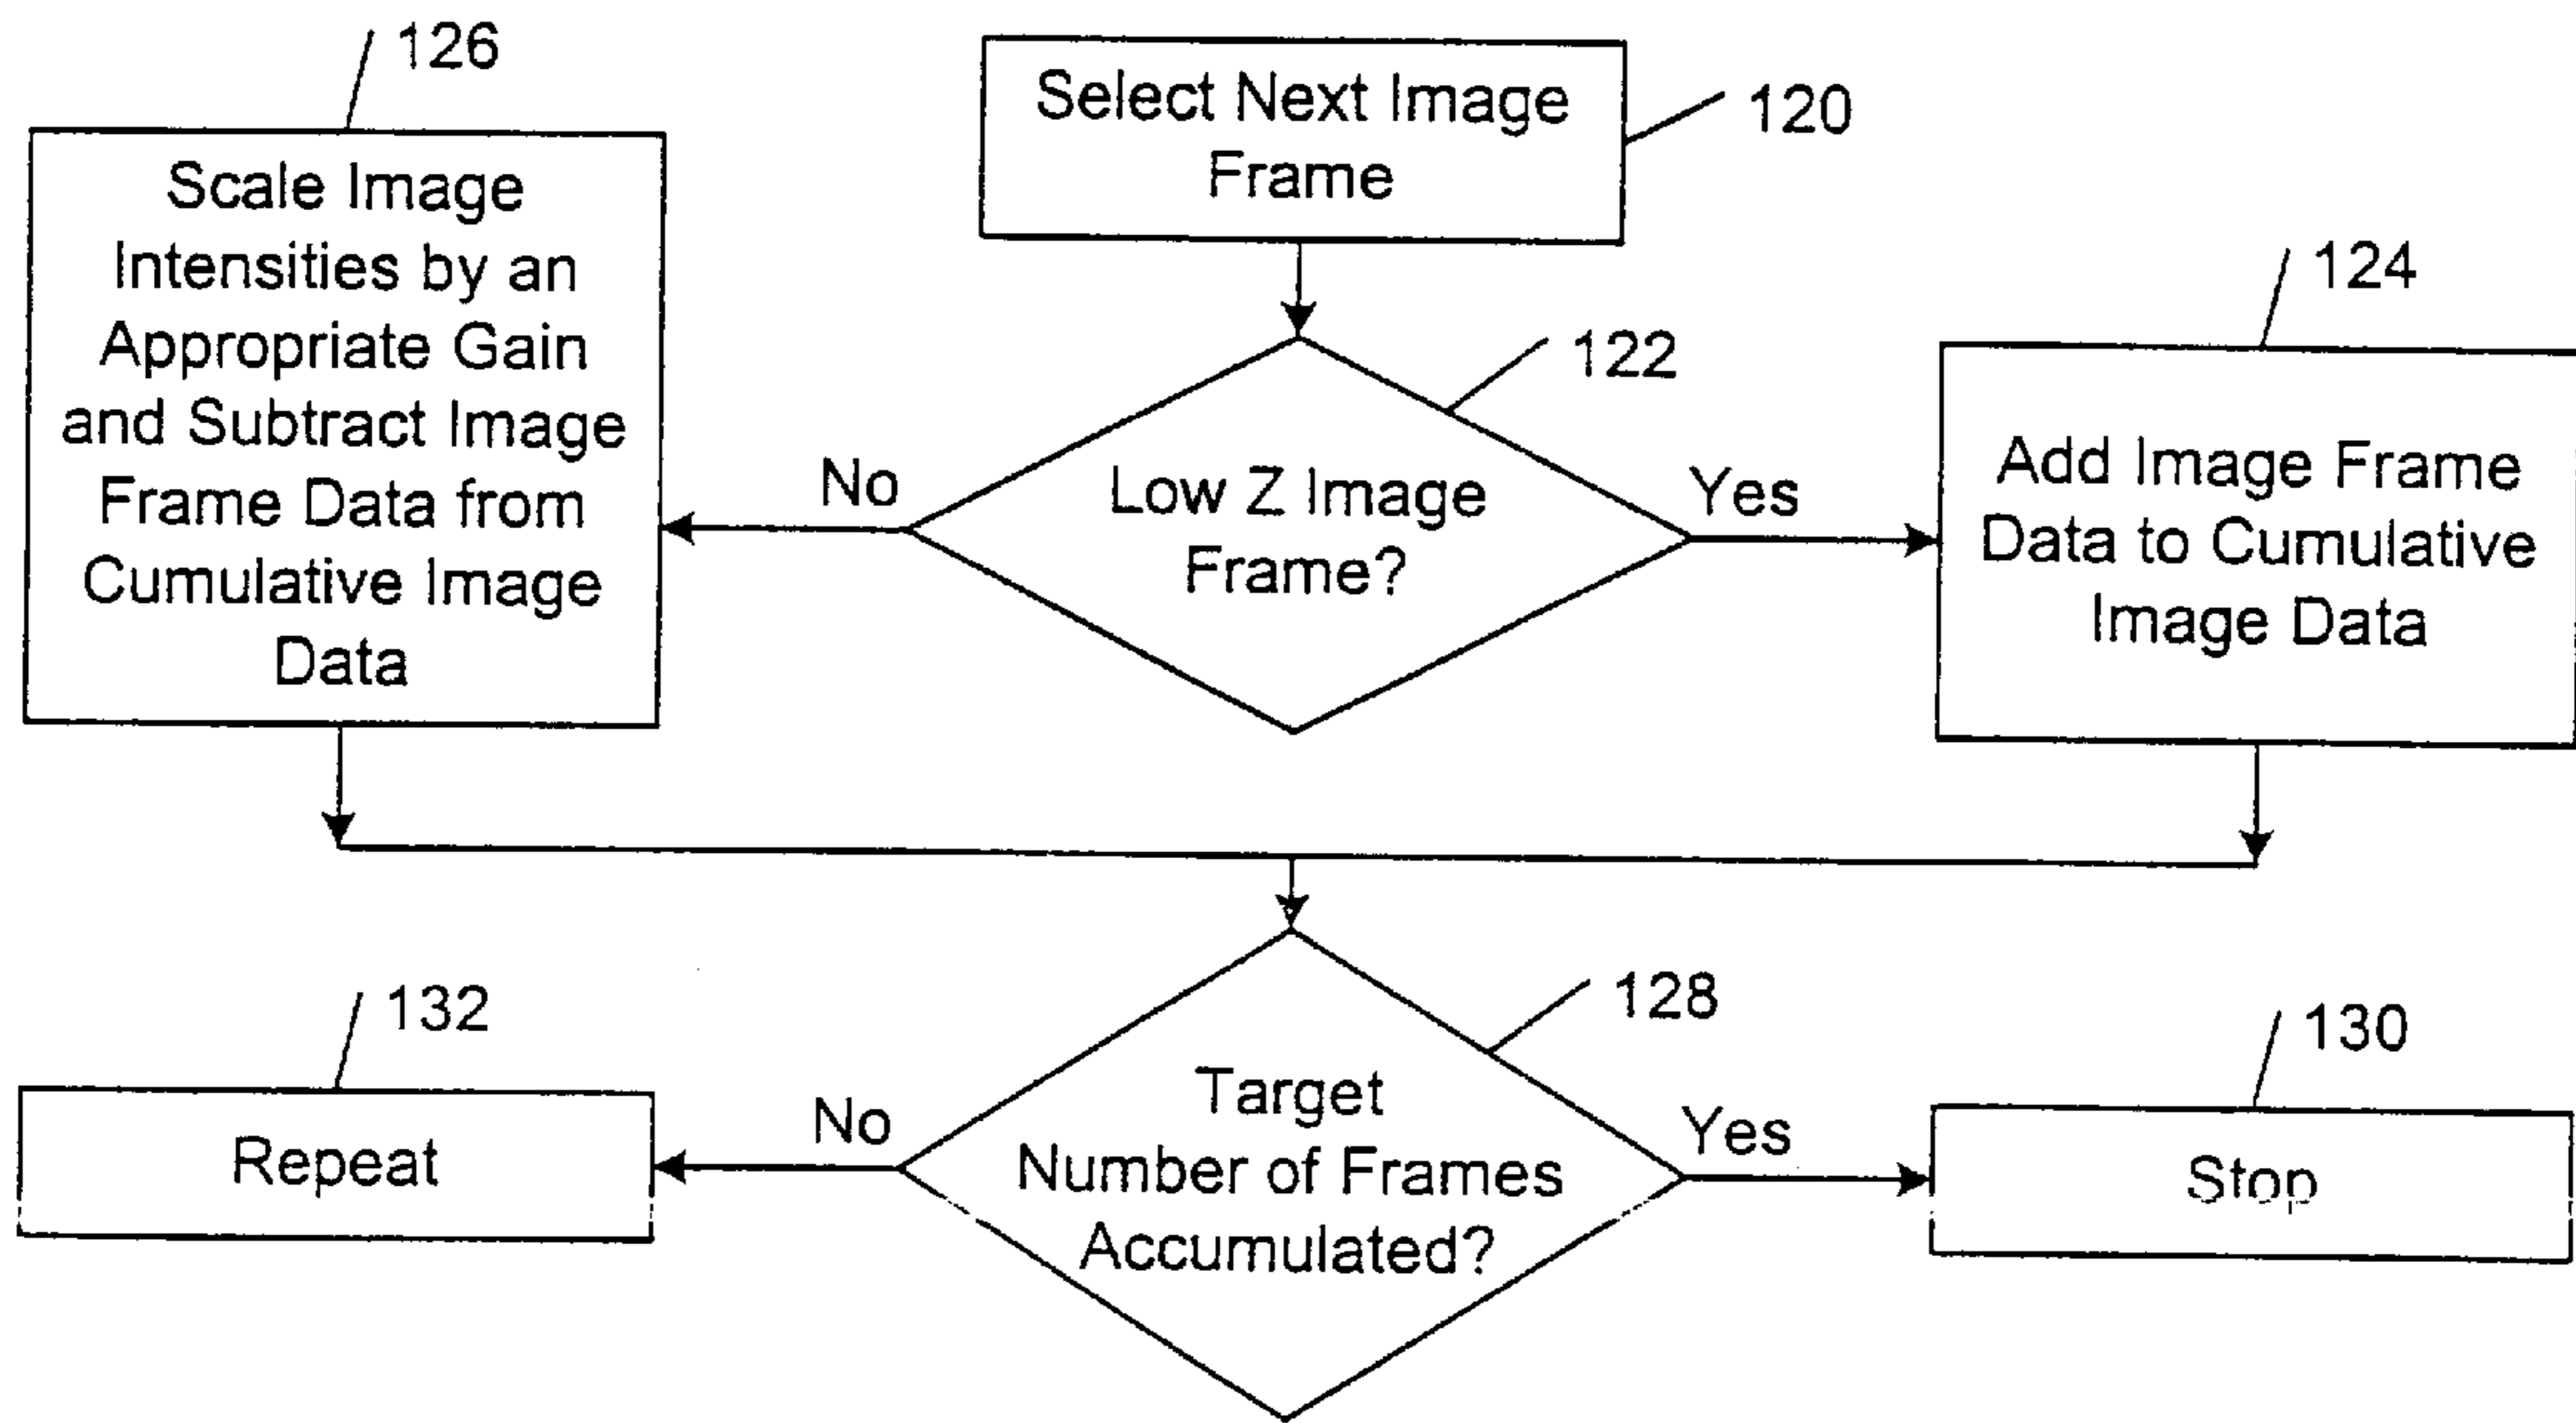 126
Scale Image
Intensities by an
Appropriate Gain
and Subtract Image
Frame Data from
Cumulative Image
Data
Select Next Image
Frame
120
122
Low Z Image
Frame?
No
Yes
124
Add Image Frame
Data to Cumulative
Image Data
128
Target
Number of Frames
Accumulated?
No
Yes
132
Repeat
130
Stop